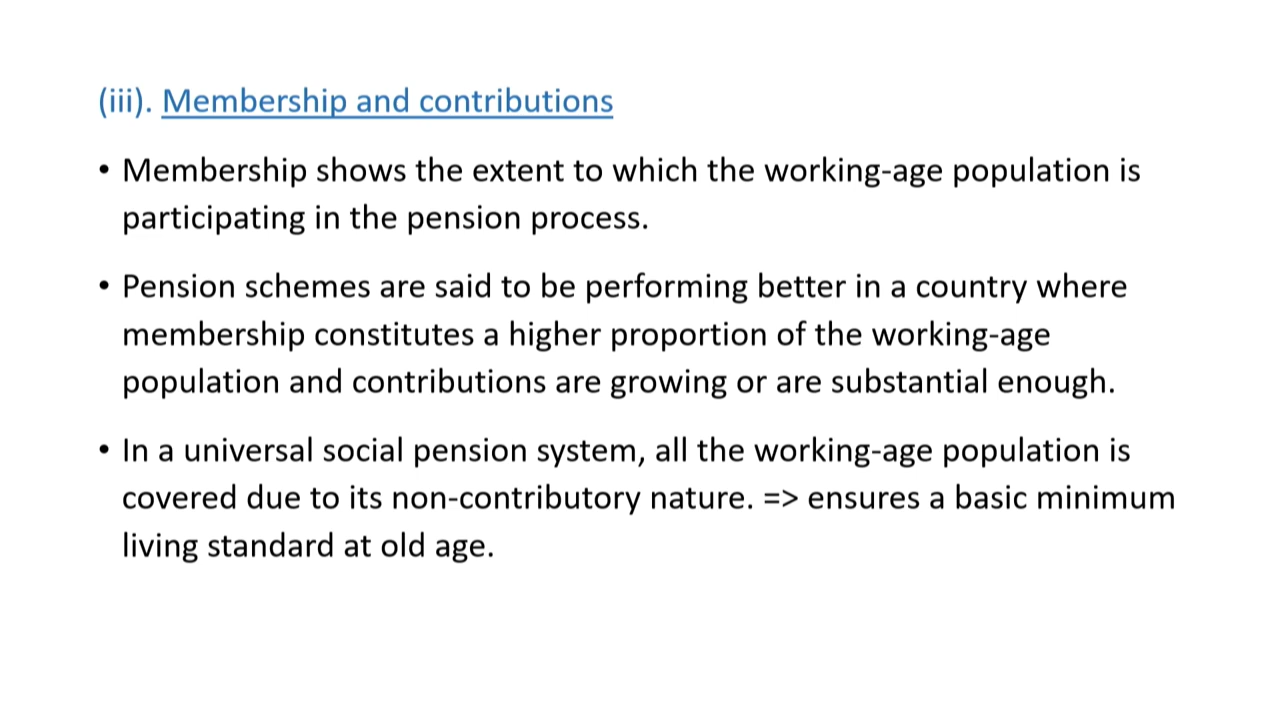 (iii). Membership and contributions
• Membership shows the extent to which the working-age population is
participating in the pension process.
• Pension schemes are said to be performing better in a country where
membership constitutes a higher proportion of the working-age
population and contributions are growing or are substantial enough.
• In a universal social pension system, all the working-age population is
covered due to its non-contributory nature. => ensures a basic minimum
living standard at old age.